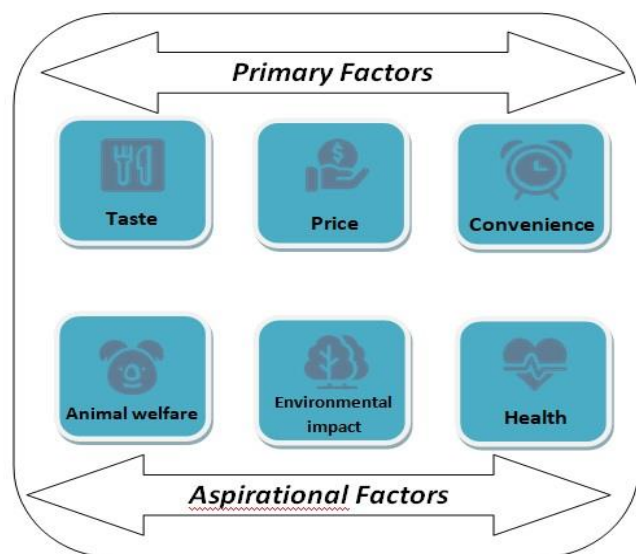 Primary Factors
Taste
Price
Convenience
Animal welfare
Environmental
impact
Health
Aspirational Factors